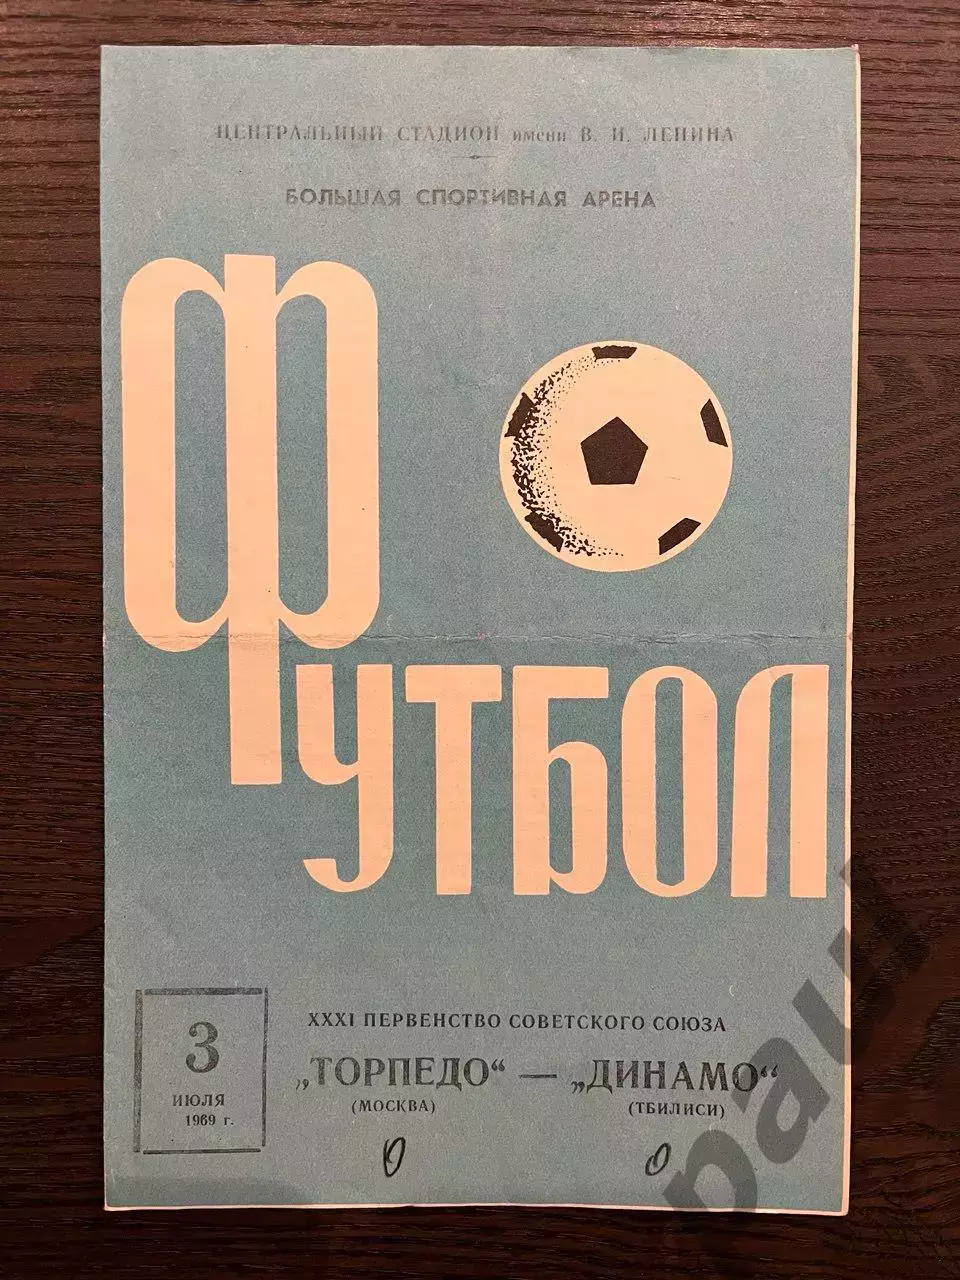 ЦЕНТРАЛЬНЫЙ СТАДИОН имени В. И. ЛЕНИНА
БОЛЬШАЯ СПОРТИВНАЯ АРЕНА
ФУТБОЛ
3
ИЮЛЯ
1969 г.
XXXI ПЕРВЕНСТВО СОВЕТСКОГО СОЮЗА
„ТОРПЕДО“ — „ДИНАМО“
(МОСКВА) (ТБИЛИСИ)
0 0